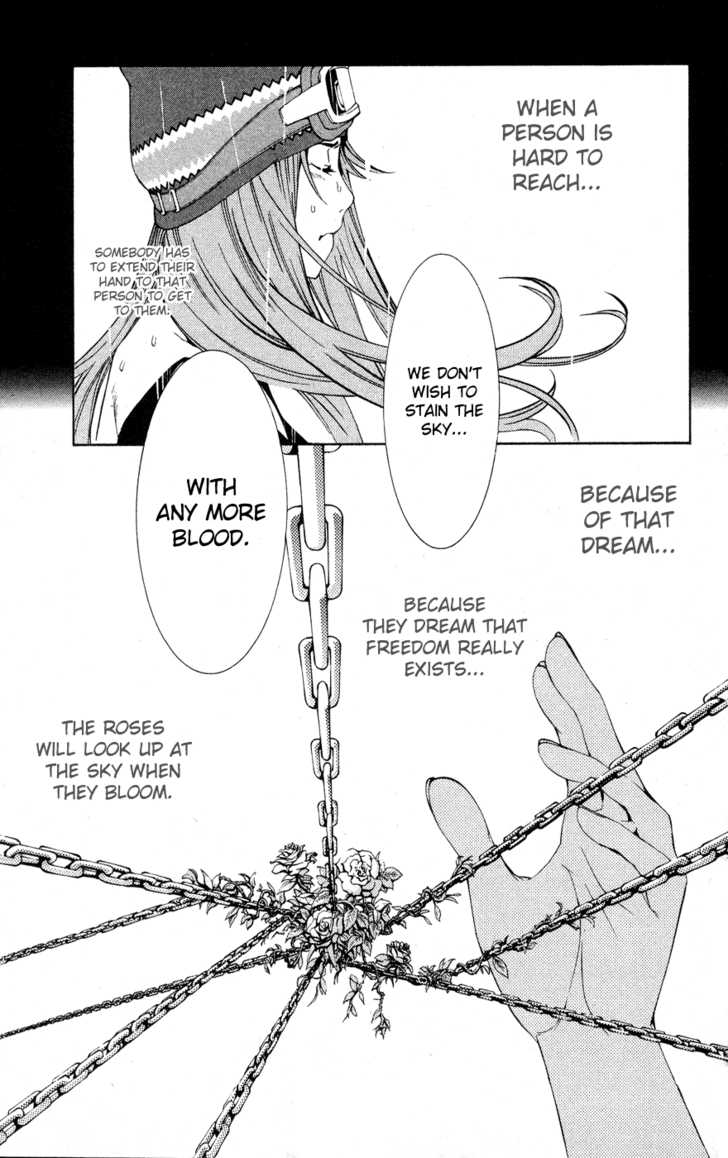 WHEN A
PERSON IS
HARD TO
REACH...
SOMEBODY HAS
TO EXTEND THEIR
HAND TO THAT
PERSON TO GET
TO THEM.
WE DON'T
WISH TO
STAIN THE
SKY...
WITH
ANY MORE
BLOOD.
BECAUSE
OF THAT
DREAM...
BECAUSE
THEY DREAM THAT
FREEDOM REALLY
EXISTS...
THE ROSES
WILL LOOK UP AT
THE SKY WHEN
THEY BLOOM.